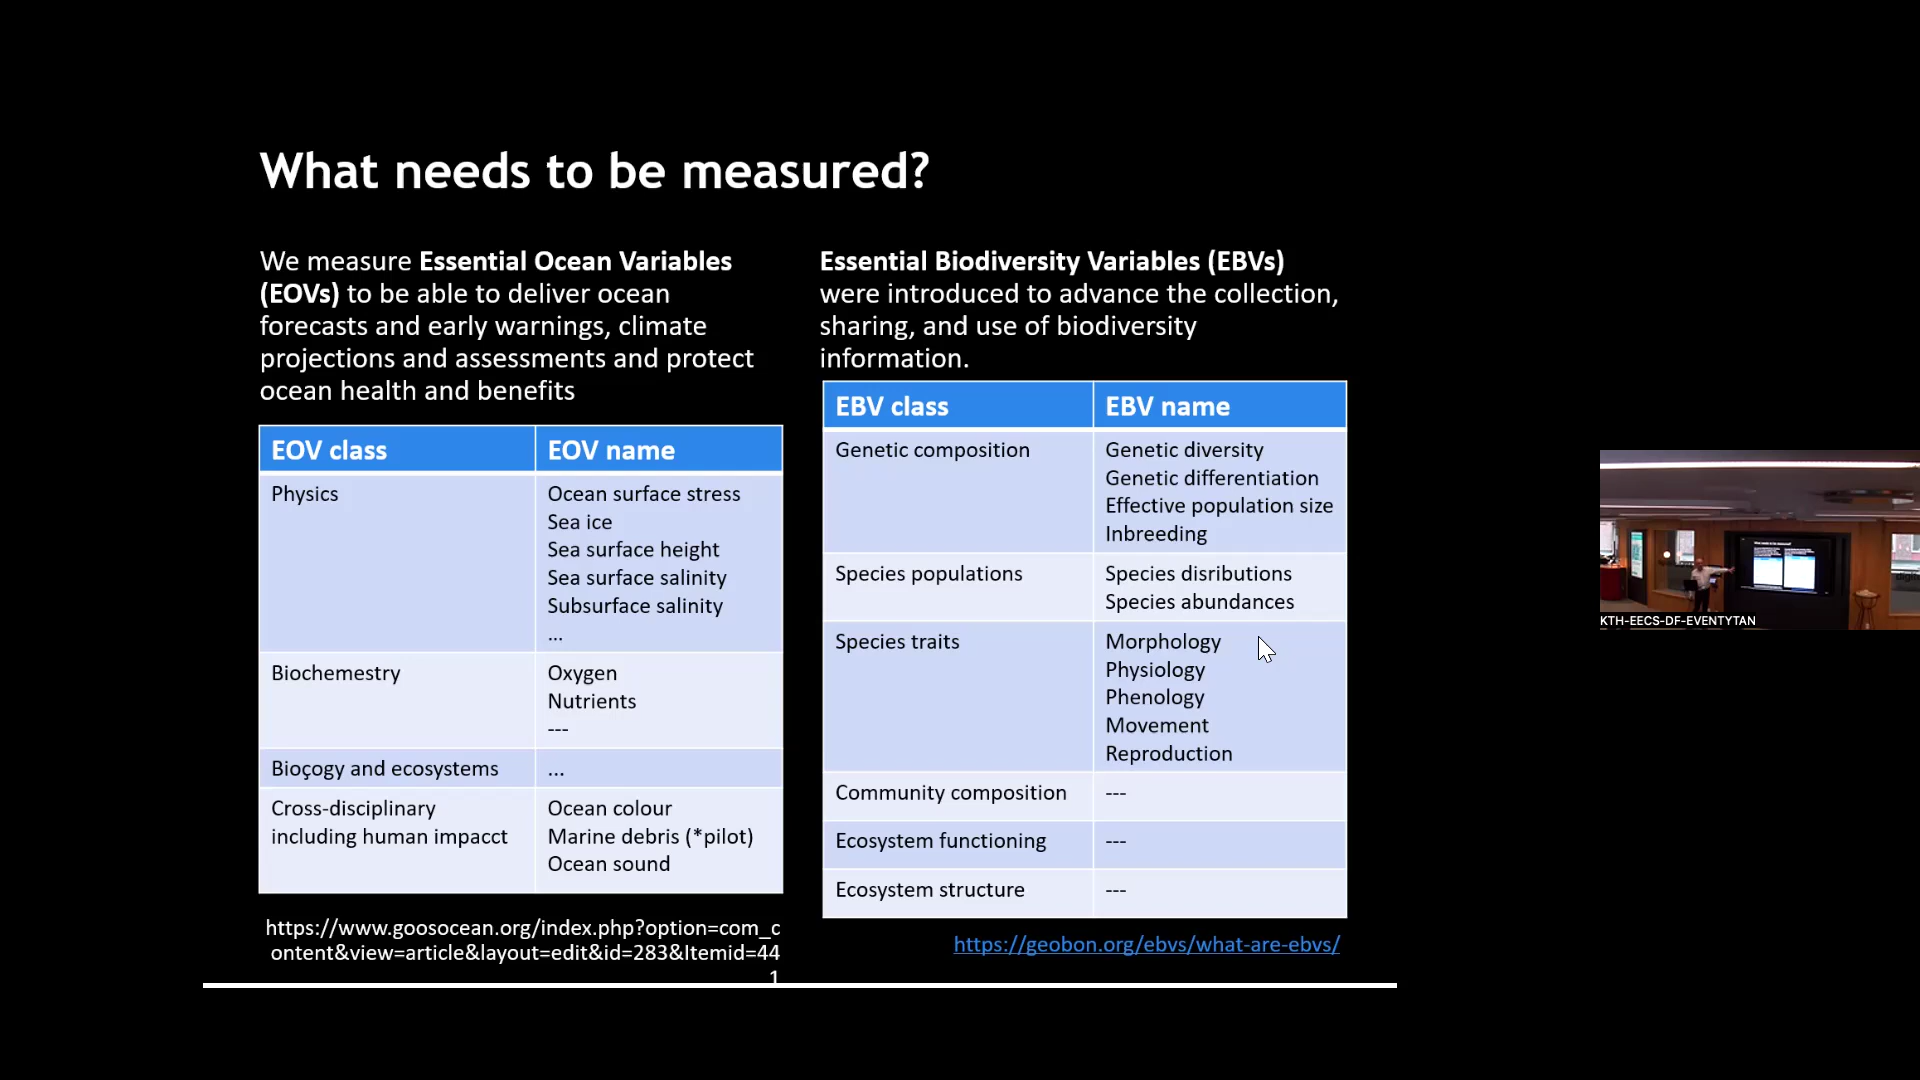 What needs to be measured?
We measure Essential Ocean Variables
(EOVs) to be able to deliver ocean
forecasts and early warnings, climate
projections and assessments and protect
ocean health and benefits
EOV class EOV name
Physics Ocean surface stress
Sea ice
Sea surface height
Sea surface salinity
Subsurface salinity
...
Biochemestry Oxygen
Nutrients
---
Bioçogy and ecosystems ...
Cross-disciplinary Ocean colour
including human impacct Marine debris (*pilot)
Ocean sound
https://www.goosocean.org/index.php?option=com_c
ontent&view=article&layout=edit&id=283&Itemid=44
1
Essential Biodiversity Variables (EBVs)
were introduced to advance the collection,
sharing, and use of biodiversity
information.
EBV class EBV name
Genetic composition Genetic diversity
Genetic differentiation
Effective population size
Inbreeding
Species populations Species disributions
Species abundances
Species traits Morphology
Physiology
Phenology
Movement
Reproduction
Community composition ---
Ecosystem functioning ---
Ecosystem structure ---
https://geobon.org/ebvs/what-are-ebvs/
KTH-EECS-DF-EVENTYTAN